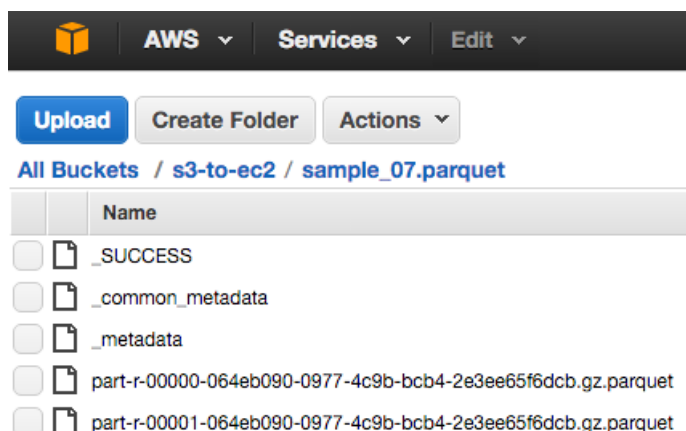 AWS Services Edit
Upload Create Folder Actions
All Buckets / s3-to-ec2 / sample_07.parquet
Name
_SUCCESS
_common_metadata
_metadata
part-r-00000-064eb090-0977-4c9b-bcb4-2e3ee65f6dcb.gz.parquet
part-r-00001-064eb090-0977-4c9b-bcb4-2e3ee65f6dcb.gz.parquet